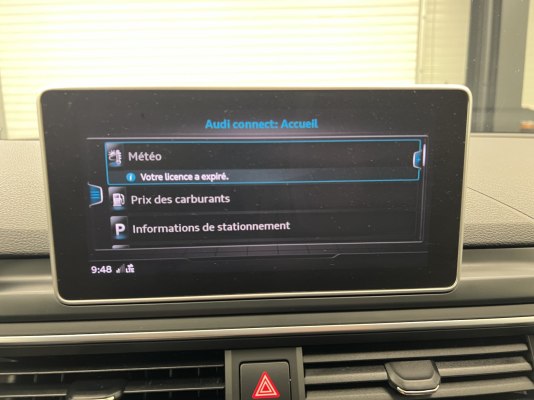 Audi connect: Accueil
Météo
Votre licence a expiré.
Prix des carburants
P Informations de stationnement
9:48 LTE